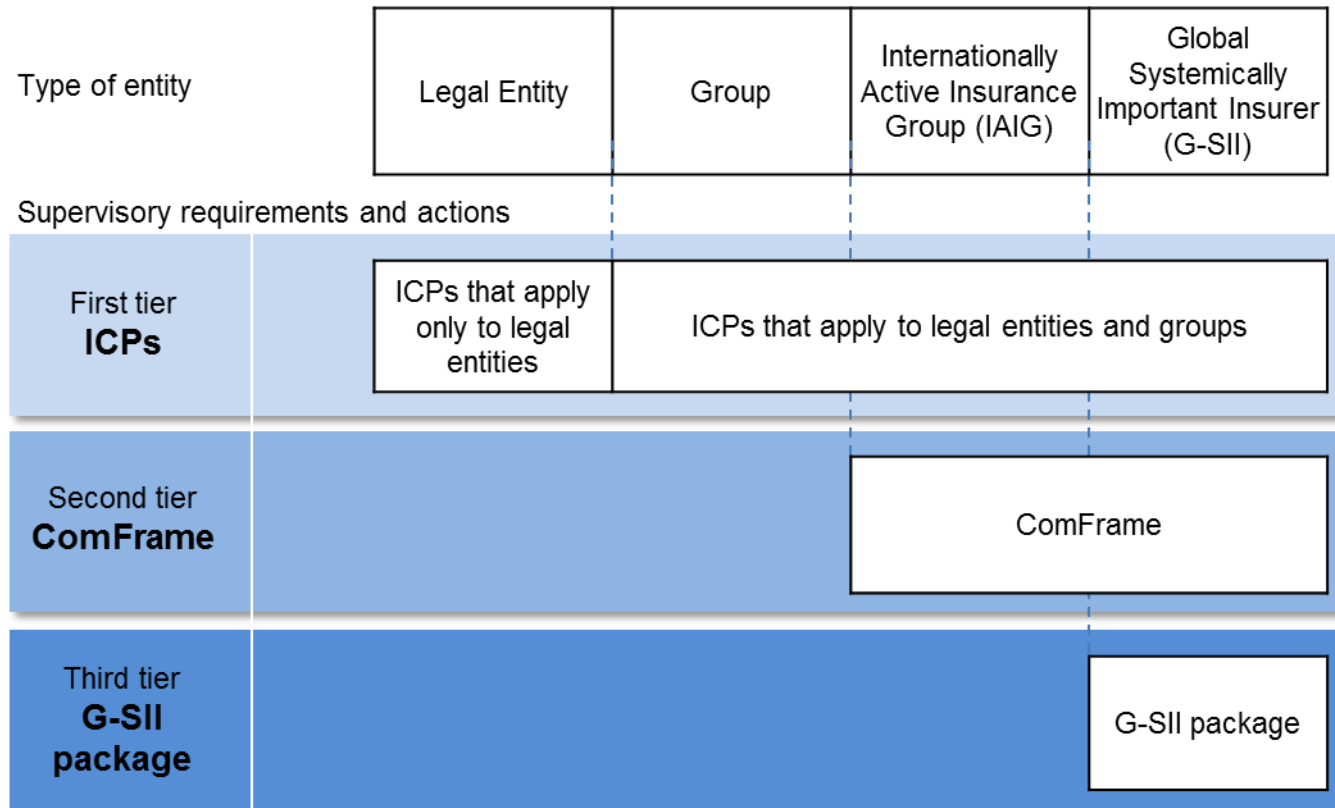 Type of entity
Legal Entity
Group
Internationally
Active Insurance
Group (IAIG)
Global
Systemically
Important Insurer
(G-SII)
Supervisory requirements and actions
First tier
ICPs
ICPs that apply
only to legal
entities
ICPs that apply to legal entities and groups
Second tier
ComFrame
ComFrame
Third tier
G-SII
package
G-SII package